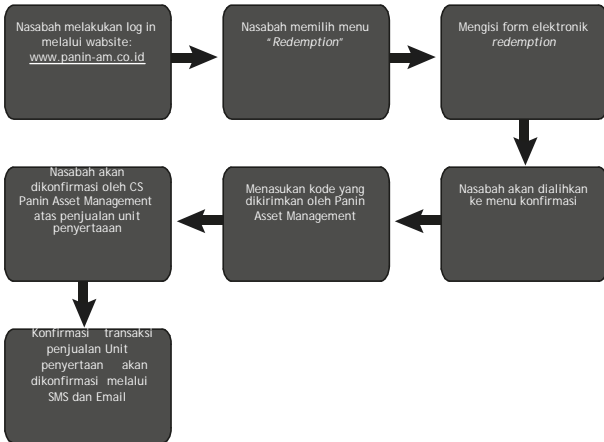 Nasabah melakukan log in
melalui website:
www.panin-am.co.id
Nasabah memilih menu
“Redemption”
Mengisi form elektronik
redemption
Nasabah akan dialihkan
ke menu konfirmasi
Menasukan kode yang
dikirimkan oleh Panin
Asset Management
Nasabah akan
dikonfirmasi oleh CS
Panin Asset Management
atas penjualan unit
penyertaaan
Konfirmasi transaksi
penjualan Unit
penyertaan akan
dikonfirmasi melalui
SMS dan Email